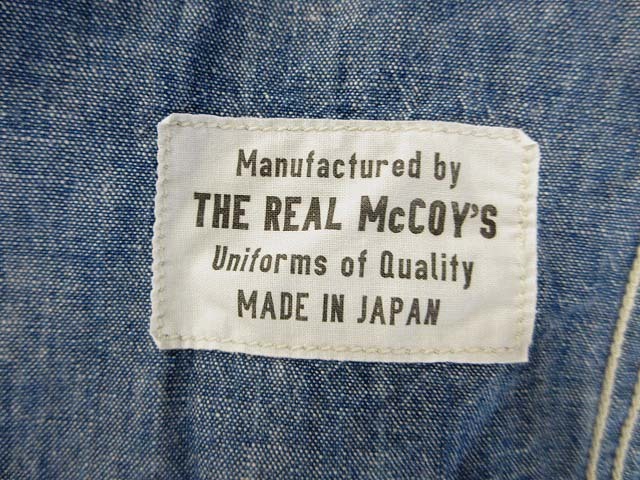 Manufactured by
THE REAL McCOY'S
Uniforms of Quality
MADE IN JAPAN